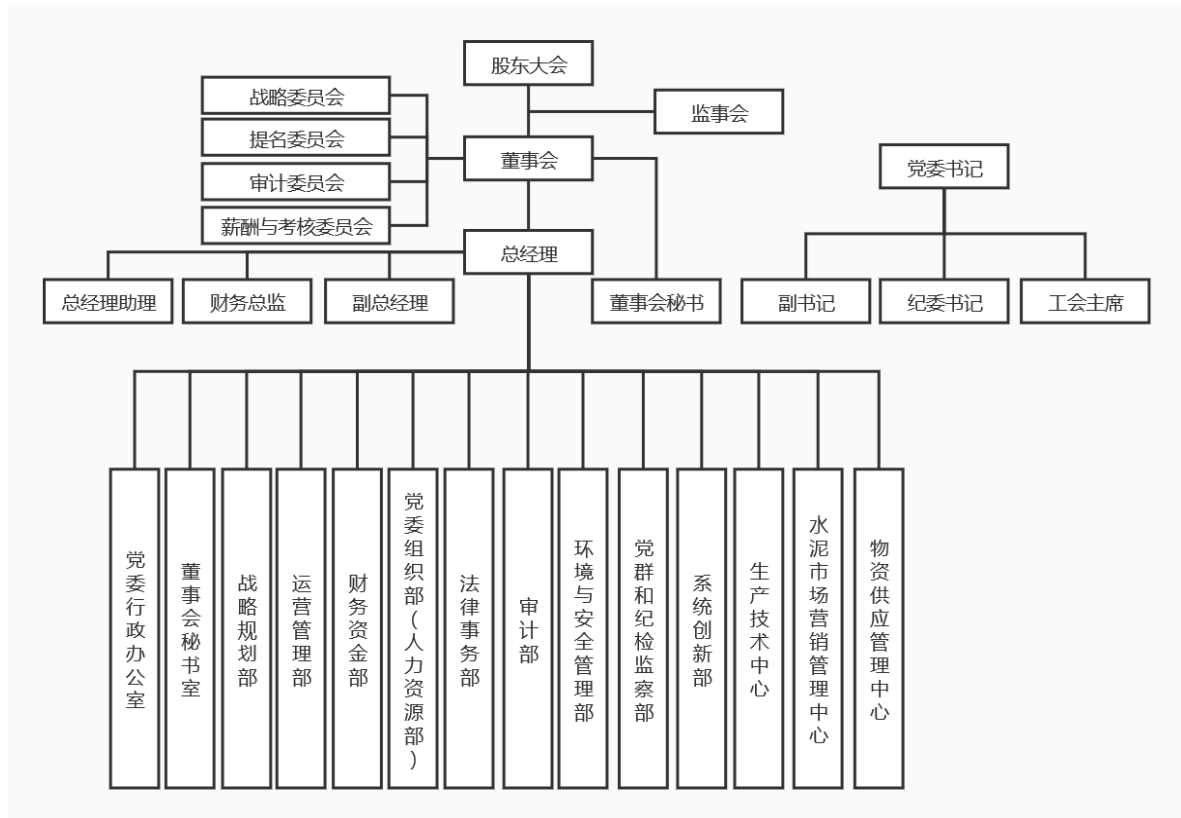 股东大会
战略委员会
监事会
提名委员会
董事会
党委书记
审计委员会
薪酬与考核委员会
总经理
总经理助理
财务总监
副总经理
董事会秘书
副书记
纪委书记
工会主席
党委行政办公室
董事会秘书室
战略规划部
运营管理部
财务资金部
党委组织部(人力资源部)
法律事务部
审计部
环境与安全管理部
党群和纪检监察部
系统创新部
生产技术中心
水泥市场营销管理中心
物资供应管理中心